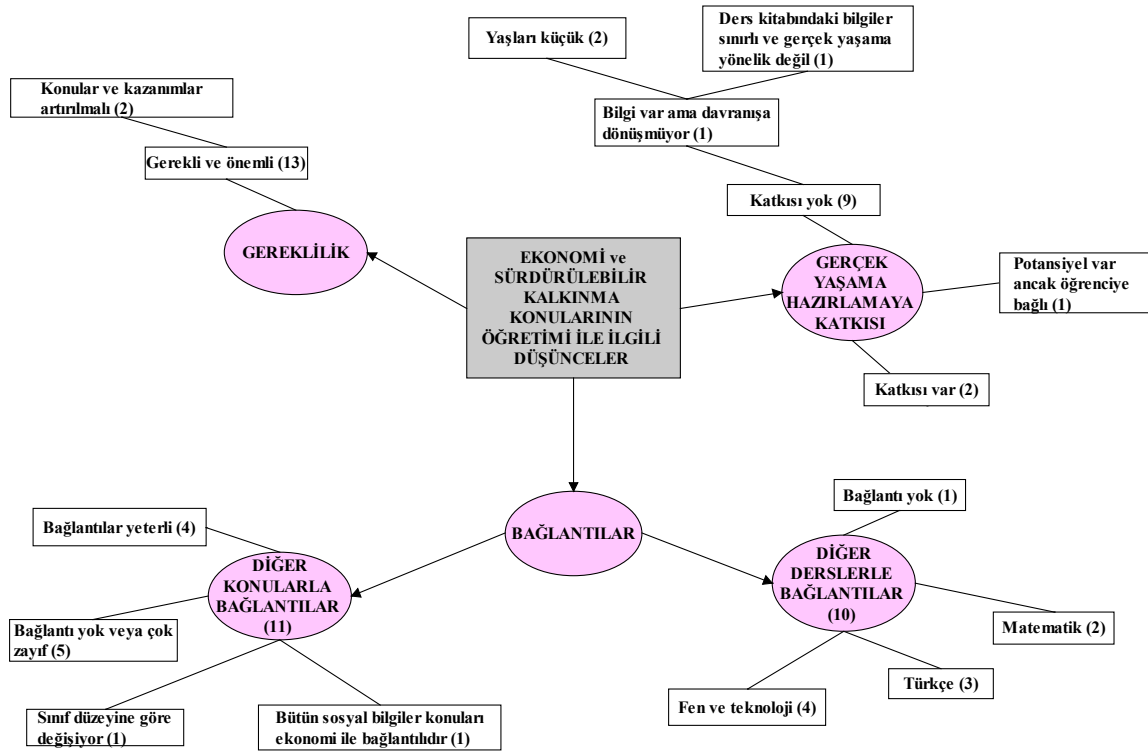 Yaşları küçük (2)
Ders kitabındaki bilgiler
sınırlı ve gerçek yaşama
yönelik değil (1)
Konular ve kazanımlar
artırılmalı (2)
Bilgi var ama davranışa
dönüşmüyor (1)
Gerekli ve önemli (13)
Katkısı yok (9)
GEREKLİLİK
EKONOMİ ve
SÜRDÜRÜLEBİLİR
KALKINMA
KONULARININ
ÖĞRETİMİ İLE İLGİLİ
DÜŞÜNCELER
GERÇEK
YAŞAMA
HAZIRLAMAYA
KATKISI
Potansiyel var
ancak öğrenciye
bağlı (1)
Katkısı var (2)
Bağlantı yok (1)
Bağlantılar yeterli (4)
BAĞLANTILAR
DİĞER
KONULARLA
BAĞLANTILAR
(11)
DİĞER
DERSLERLE
BAĞLANTILAR
(10)
Bağlantı yok veya çok
zayıf (5)
Matematik (2)
Türkçe (3)
Fen ve teknoloji (4)
Sınıf düzeyine göre
değişiyor (1)
Bütün sosyal bilgiler konuları
ekonomi ile bağlantılıdır (1)